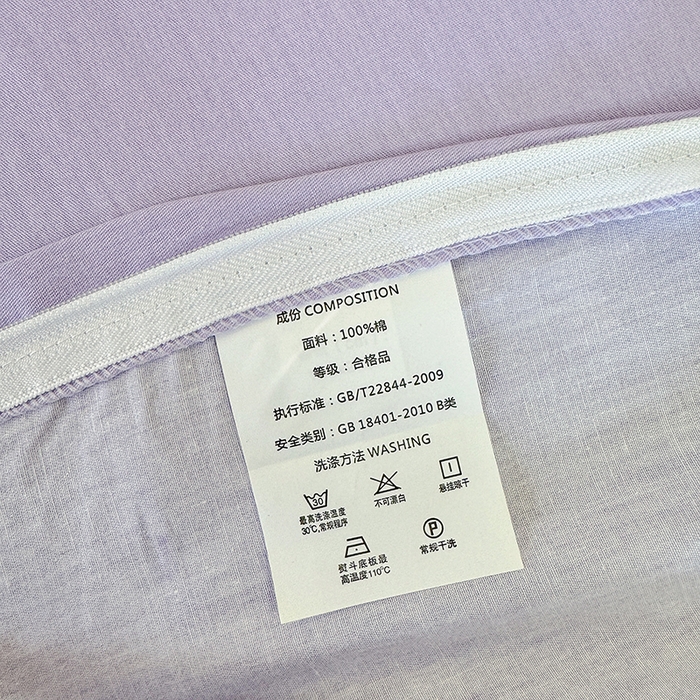 成份 COMPOSITION
面料：100%棉
等级：合格品
执行标准：GB/T22844-2009
安全类别：GB 18401-2010 B类
洗涤方法 WASHING
30
最高洗涤温度
30℃,常规程序
不可漂白
悬挂晾干
熨斗底板最
高温度110℃
P
常规干洗